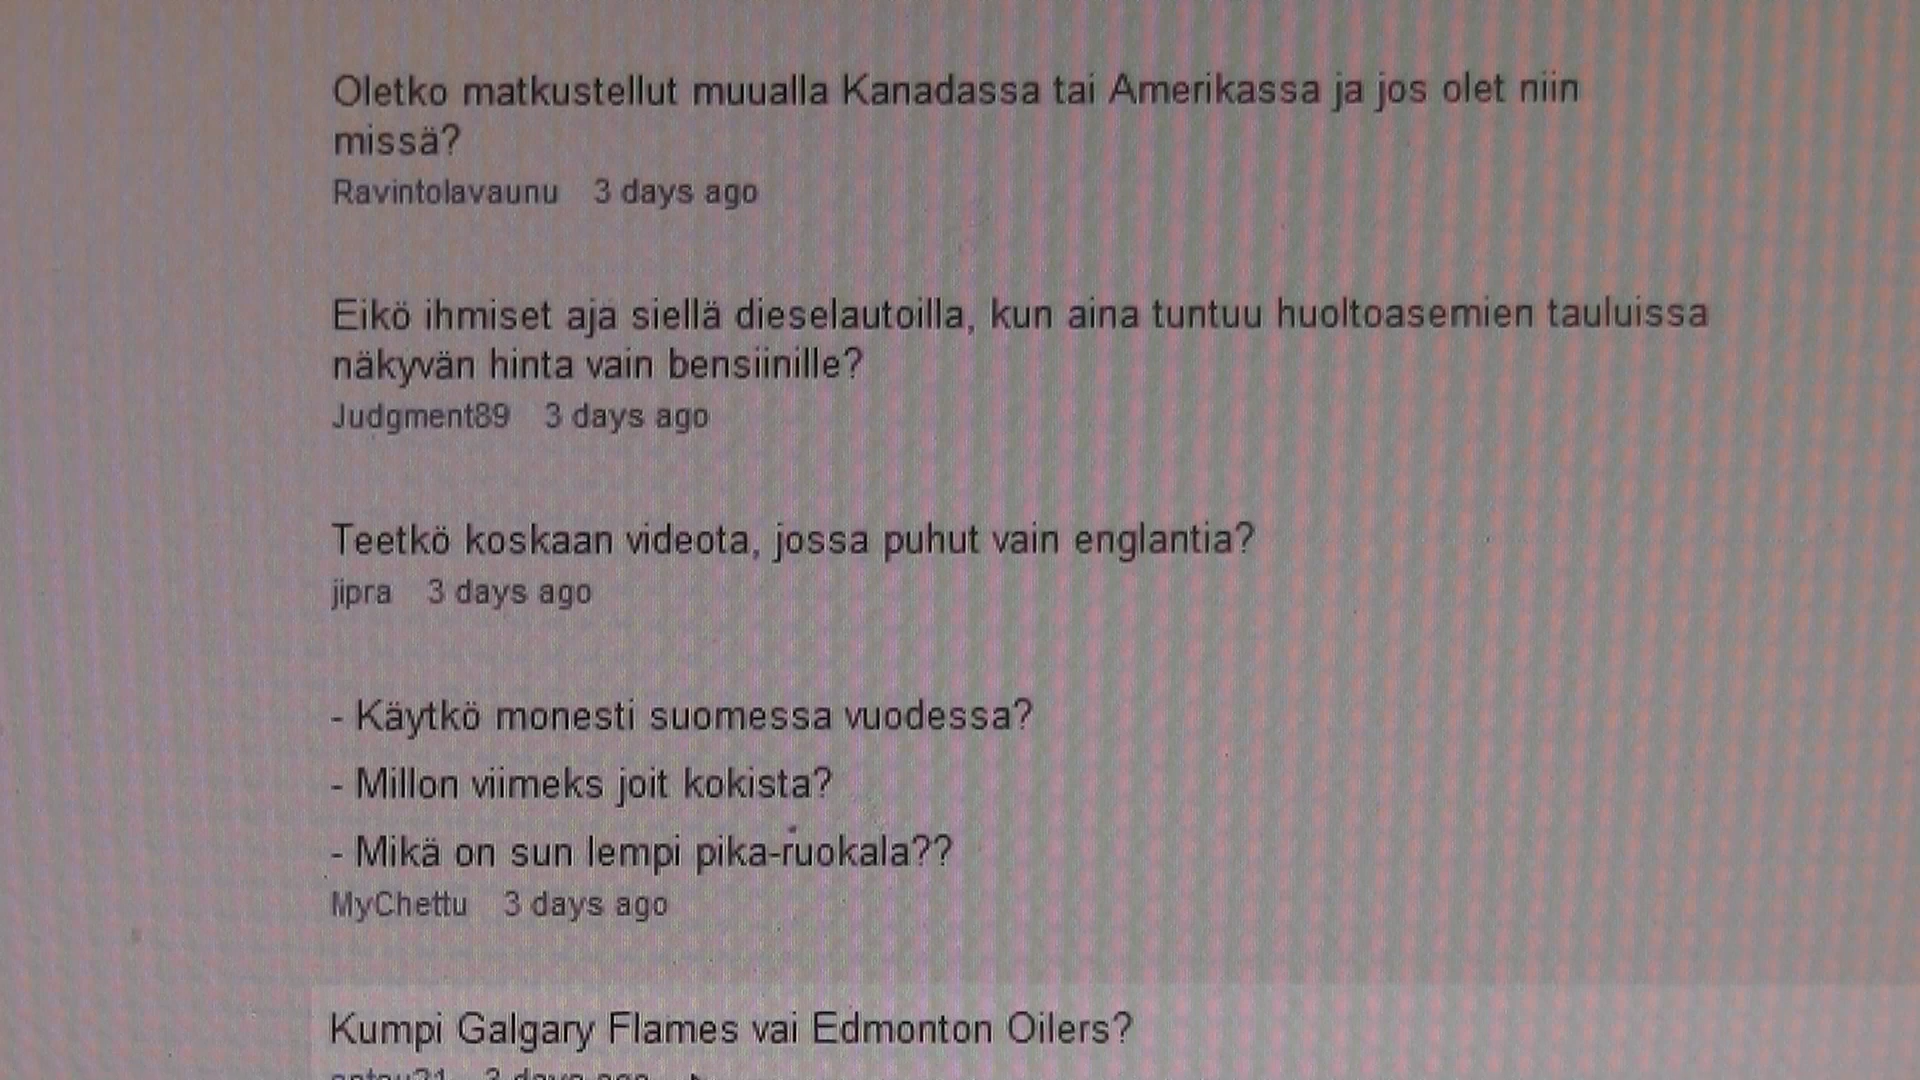 Oletko matkustellut muualla Kanadassa tai Amerikassa ja jos olet niin
missä?
Ravintolavaunu 3 days ago
Eikö ihmiset aja siellä dieselautoilla, kun aina tuntuu huoltoasemien tauluissa
näkyvän hinta vain bensiinille?
Judgment89 3 days ago
Teetkö koskaan videota, jossa puhut vain englantia?
jipra 3 days ago
- Käytkö monesti suomessa vuodessa?
- Millon viimeks joit kokista?
- Mikä on sun lempi pika-ruokala??
MyChettu 3 days ago
Kumpi Galgary Flames vai Edmonton Oilers?
3 days ago